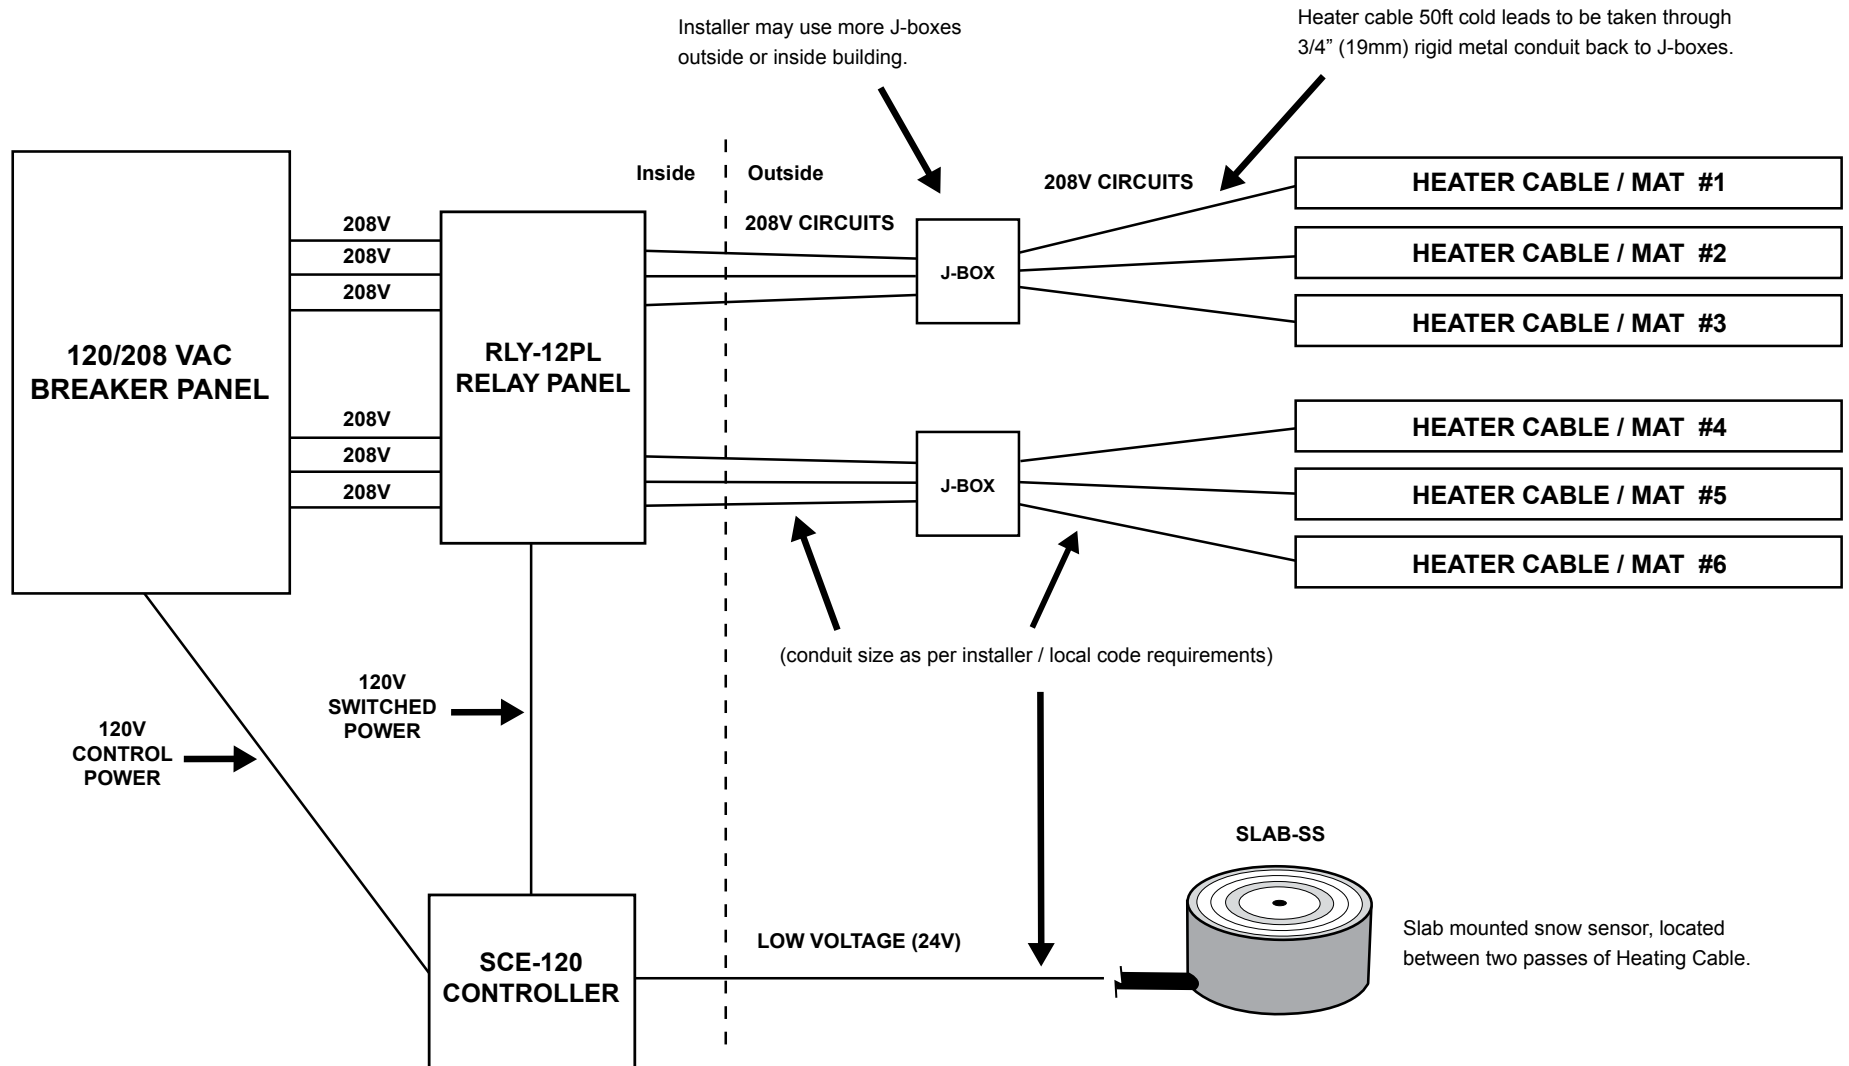 Installer may use more J-boxes
outside or inside building.
Heater cable 50ft cold leads to be taken through
3/4” (19mm) rigid metal conduit back to J-boxes.
Inside
Outside
208V
208V
208V
208V CIRCUITS
208V CIRCUITS
J-BOX
HEATER CABLE / MAT #1
HEATER CABLE / MAT #2
HEATER CABLE / MAT #3
120/208 VAC
BREAKER PANEL
RLY-12PL
RELAY PANEL
208V
208V
208V
J-BOX
HEATER CABLE / MAT #4
HEATER CABLE / MAT #5
HEATER CABLE / MAT #6
(conduit size as per installer / local code requirements)
120V
SWITCHED
POWER
120V
CONTROL
POWER
SLAB-SS
LOW VOLTAGE (24V)
SCE-120
CONTROLLER
Slab mounted snow sensor, located
between two passes of Heating Cable.